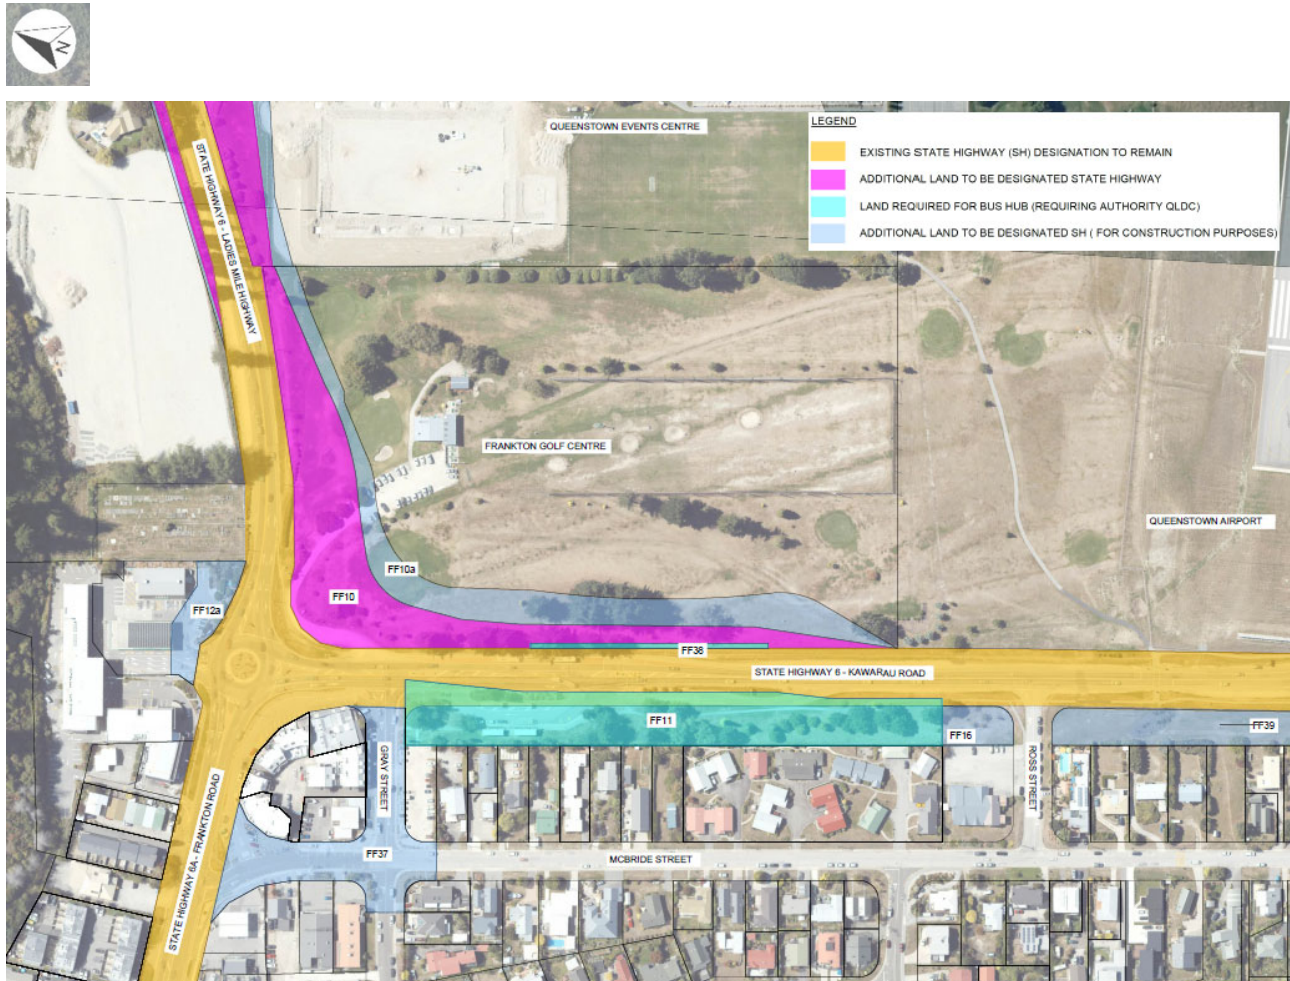 N
QUEENSTOWN EVENTS CENTRE
LEGEND
EXISTING STATE HIGHWAY (SH) DESIGNATION TO REMAIN
ADDITIONAL LAND TO BE DESIGNATED STATE HIGHWAY
LAND REQUIRED FOR BUS HUB (REQUIRING AUTHORITY QLDC)
ADDITIONAL LAND TO BE DESIGNATED SH ( FOR CONSTRUCTION PURPOSES)
STATE HIGHWAY 6 - LADIES MILE HIGHWAY
FRANKTON GOLF CENTRE
QUEENSTOWN AIRPORT
FF10a
FF10
FF12a
FF38
STATE HIGHWAY 6 - KAWARAU ROAD
FF11
FF16
FF39
GRAY STREET
ROSS STREET
STATE HIGHWAY 6A - FRANKTON ROAD
FF37
MCBRIDE STREET